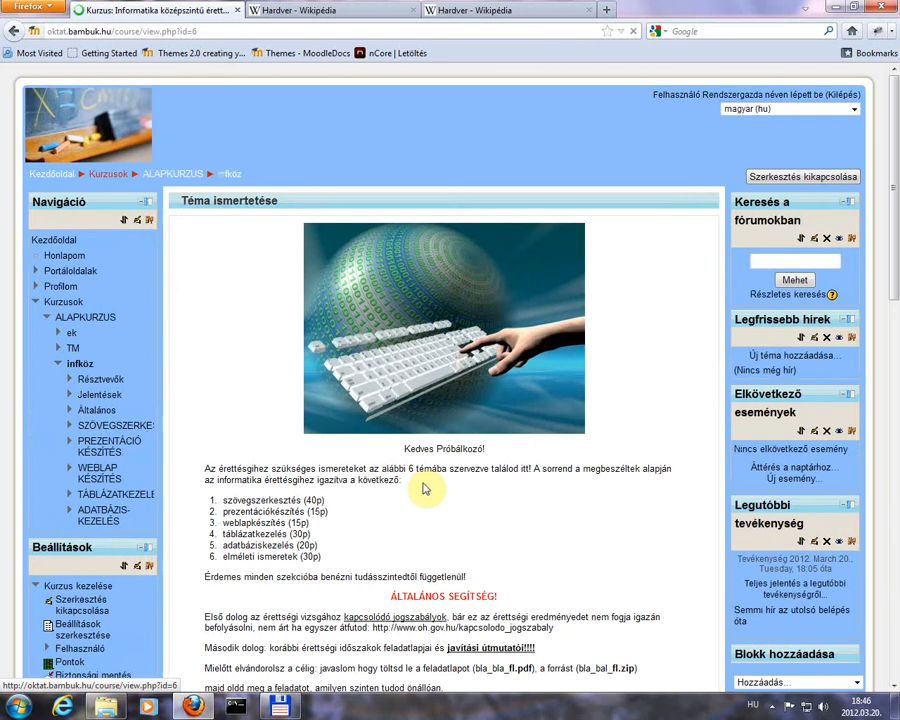 Firefox
Kurzus: Informatika középszintű érett...
Hardver - Wikipédia
Hardver - Wikipédia
oktat.bambuk.hu/course/view.php?id=6
Google
Most Visited
Getting Started
Themes 2.0 creating y...
Themes - MoodleDocs
nCore | Letöltés
Bookmarks
Felhasználó Rendszergazda néven lépett be (Kilépés)
magyar (hu)
Kezdőoldal ► Kurzusok ► ALAPKURZUS ► infköz
Szerkesztés kikapcsolása
Navigáció
Kezdőoldal
Honlapom
Portáloldalak
Profilom
Kurzusok
ALAPKURZUS
ek
TM
infköz
Résztvevők
Jelentések
Általános
SZÖVEGSZERKE
PREZENTÁCIÓ
KÉSZÍTÉS
WEBLAP
KÉSZÍTÉS
TÁBLÁZATKEZELE
ADATBÁZIS-
KEZELÉS
Beállítások
Kurzus kezelése
Szerkesztés
kikapcsolása
Beállítások
szerkesztése
Felhasználó
Pontok
Biztonsági mentés
Téma ismertetése
Kedves Próbálkozó!
Az érettségihez szükséges ismereteket az alábbi 6 témába szervezve találod itt! A sorrend a megbeszéltek alapján
az informatika érettségihez igazítva a következő:
1. szövegszerkesztés (40p)
2. prezentációkészítés (15p)
3. weblapkészítés (15p)
4. táblázatkezelés (30p)
5. adatbáziskezelés (20p)
6. elméleti ismeretek (30p)
Érdemes minden szekcióba benézni tudásszintedtől függetlenül!
ÁLTALÁNOS SEGÍTSÉG!
Első dolog az érettségi vizsgához kapcsolódó jogszabályok, bár ez az érettségi eredményedet nem fogja igazán
befolyásolni, nem árt ha egyszer átfutod: http://www.oh.gov.hu/kapcsolodo_jogszabaly
Második dolog: korábbi érettségi időszakok feladatlapjai és javítási útmutatói!!!!
Mielőtt elvándorolsz a célig: javaslom hogy töltsd le a feladatlapot (bla_bla_fl.pdf), a forrást (bla_bal_fl.zip)
majd oldd meg a feladatot, amilyen szinten tudod önállóan.
Keresés a
fórumokban
Mehet
Részletes keresés
Legfrissebb hírek
Új téma hozzáadása...
(Nincs még hír)
Elkövetkező
események
Nincs elkövetkező esemény
Áttérés a naptárhoz...
Új esemény...
Legutóbbi
tevékenység
Tevékenység 2012. March 20.,
Tuesday, 18:05 óta
Teljes jelentés a legutóbbi
tevékenységről...
Semmi hír az utolsó belépés
óta
Blokk hozzáadása
Hozzáadás...
http://oktat.bambuk.hu/course/view.php?id=6
HU
18:46
2012.03.20.